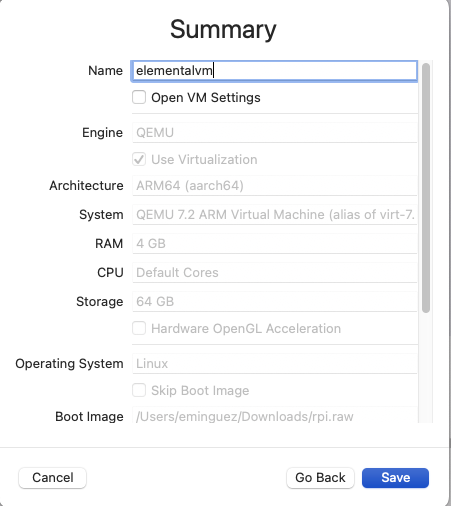 Summary
Name elementalvm
Open VM Settings
Engine QEMU
Use Virtualization
Architecture ARM64 (aarch64)
System QEMU 7.2 ARM Virtual Machine (alias of virt-7.
RAM 4 GB
CPU Default Cores
Storage 64 GB
Hardware OpenGL Acceleration
Operating System Linux
Skip Boot Image
Boot Image /Users/eminguez/Downloads/rpi.raw
Cancel Go Back Save